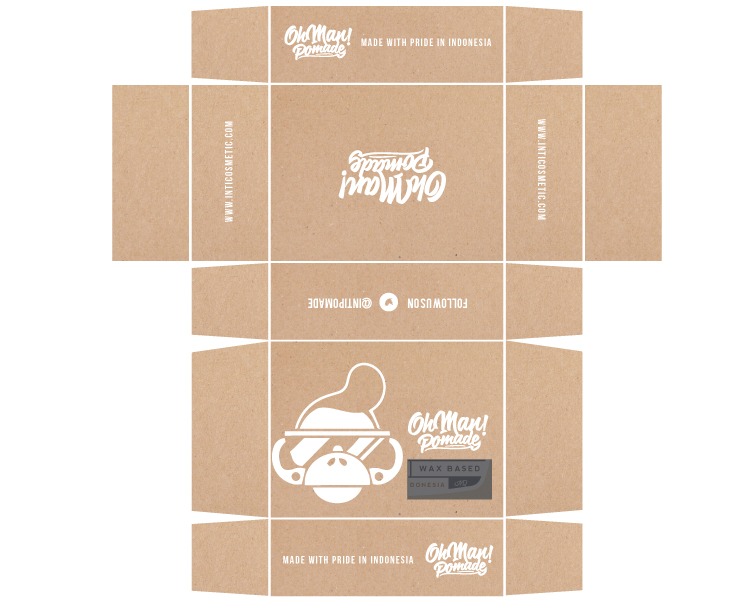 Oh Man!
Pomade
MADE WITH PRIDE IN INDONESIA
WWW.INTICOSMETIC.COM
Oh Man!
Pomade
WWW.INTICOSMETIC.COM
FOLLOW US ON
@INTIPOMADE
Oh Man!
Pomade
WAX BASED
DONESIA
MADE WITH PRIDE IN INDONESIA
Oh Man!
Pomade